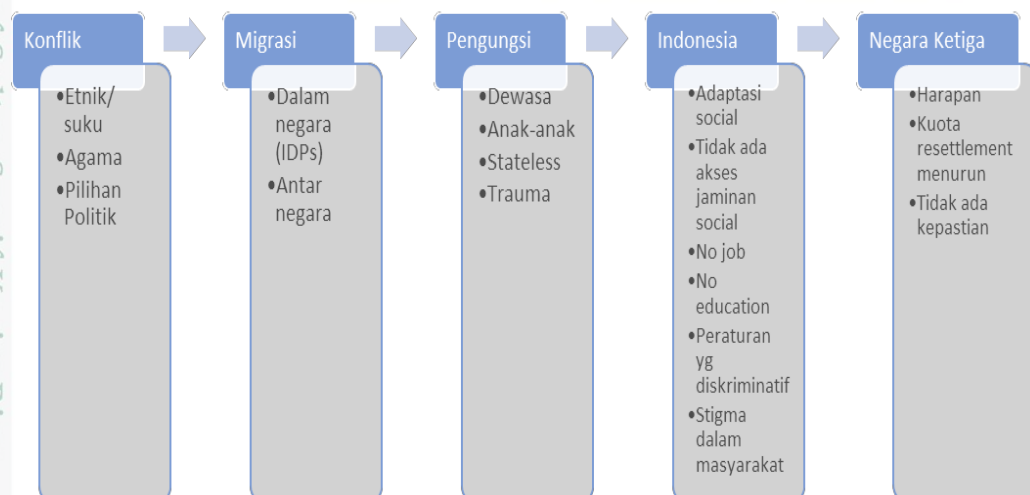 Konflik
•Etnik/
suku
•Agama
•Pilihan
Politik
Migrasi
•Dalam
negara
(IDPs)
•Antar
negara
Pengungsi
•Dewasa
•Anak-anak
•Stateless
•Trauma
Indonesia
•Adaptasi
social
•Tidak ada
akses
jaminan
social
•No job
•No
education
•Peraturan
yg
diskriminatif
•Stigma
dalam
masyarakat
Negara Ketiga
•Harapan
•Kuota
resettlement
menurun
•Tidak ada
kepastian